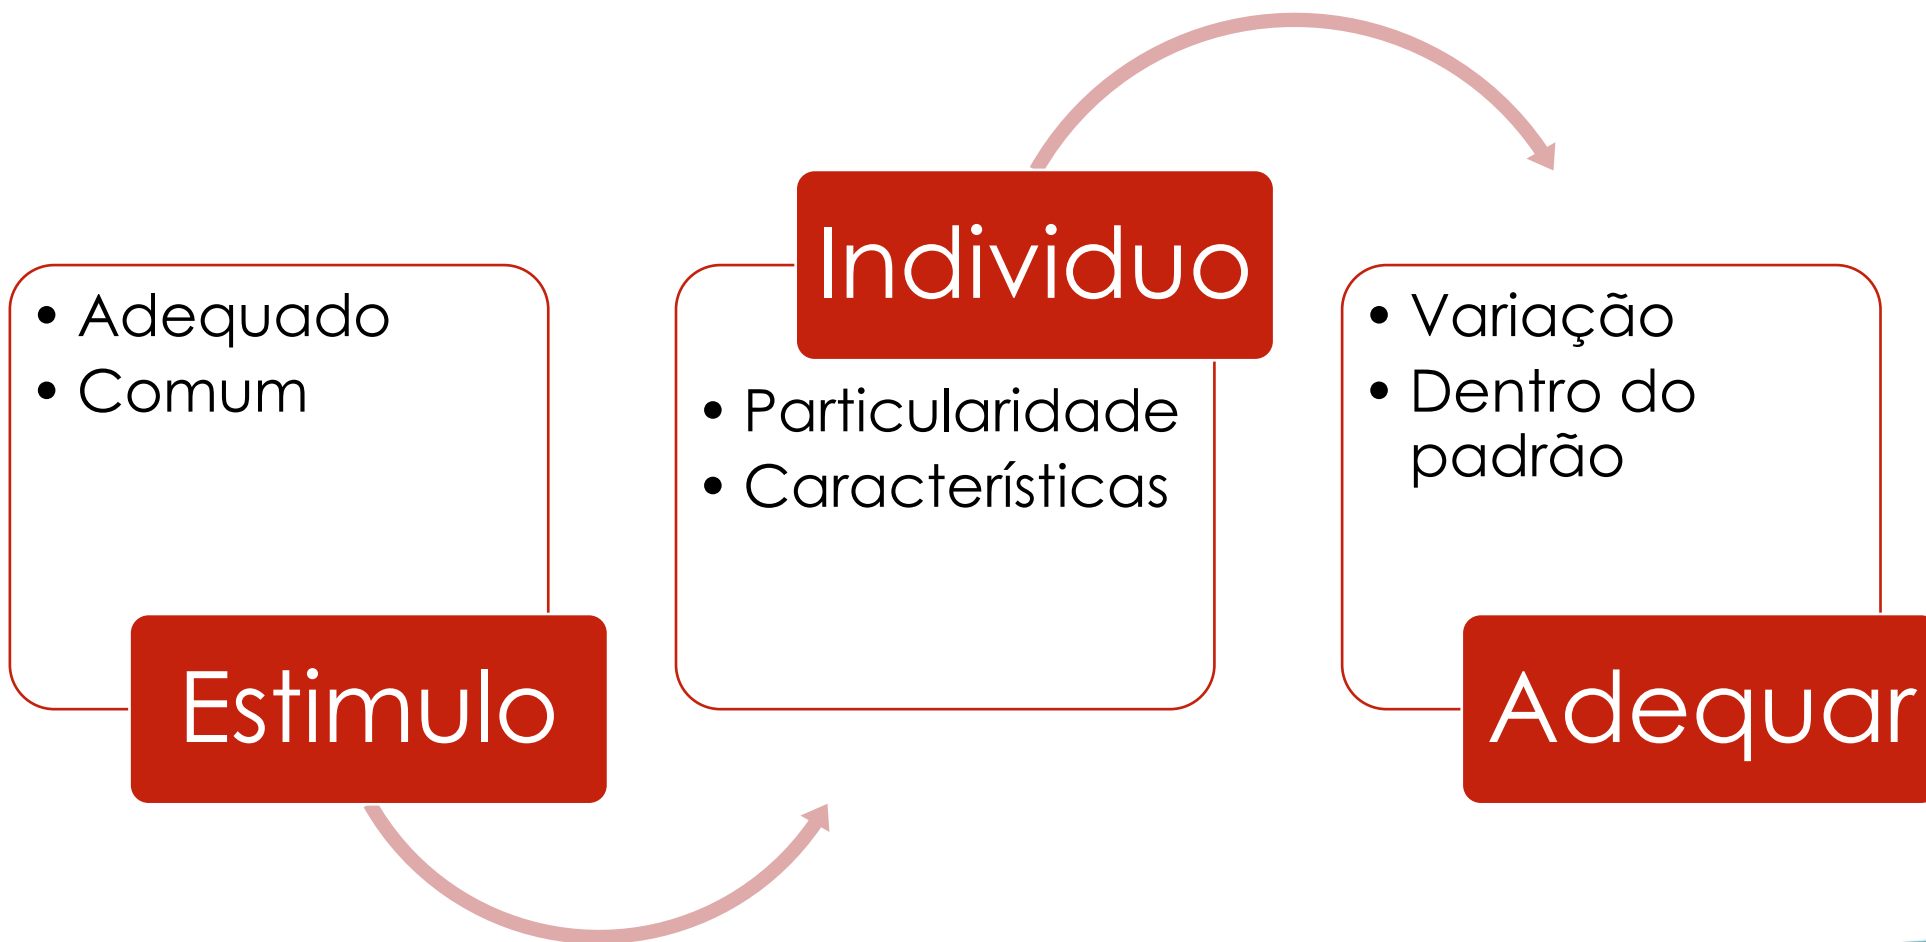 • Adequado
• Comum
Estimulo
Individuo
• Particularidade
• Características
• Variação
• Dentro do
padrão
Adequar